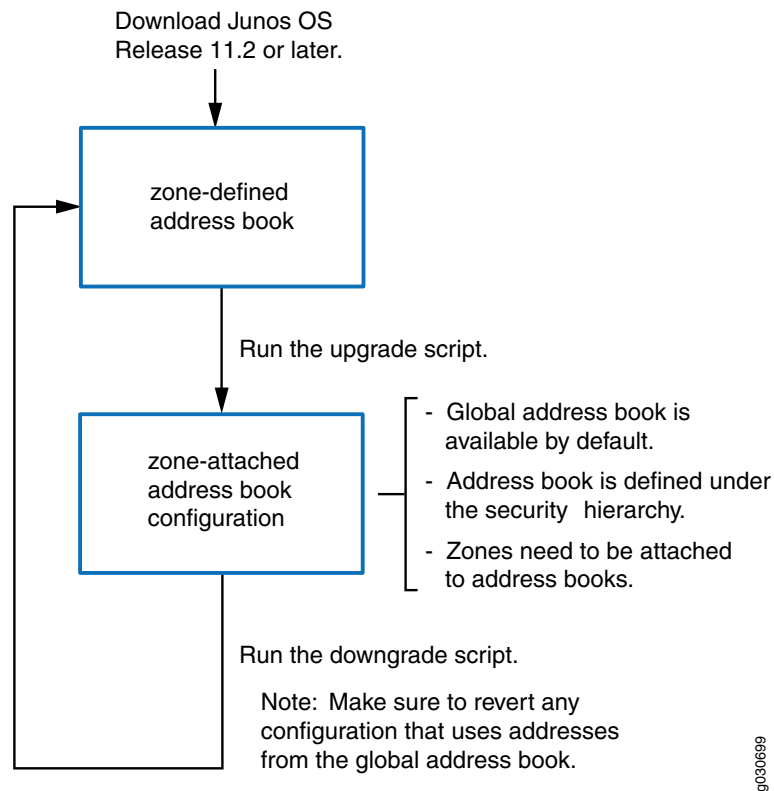 Download Junos OS
Release 11.2 or later.
zone-defined
address book
Run the upgrade script.
zone-attached
address book
configuration
- Global address book is
available by default.
- Address book is defined under
the security hierarchy.
- Zones need to be attached
to address books.
Run the downgrade script.
Note: Make sure to revert any
configuration that uses addresses
from the global address book.
g030699